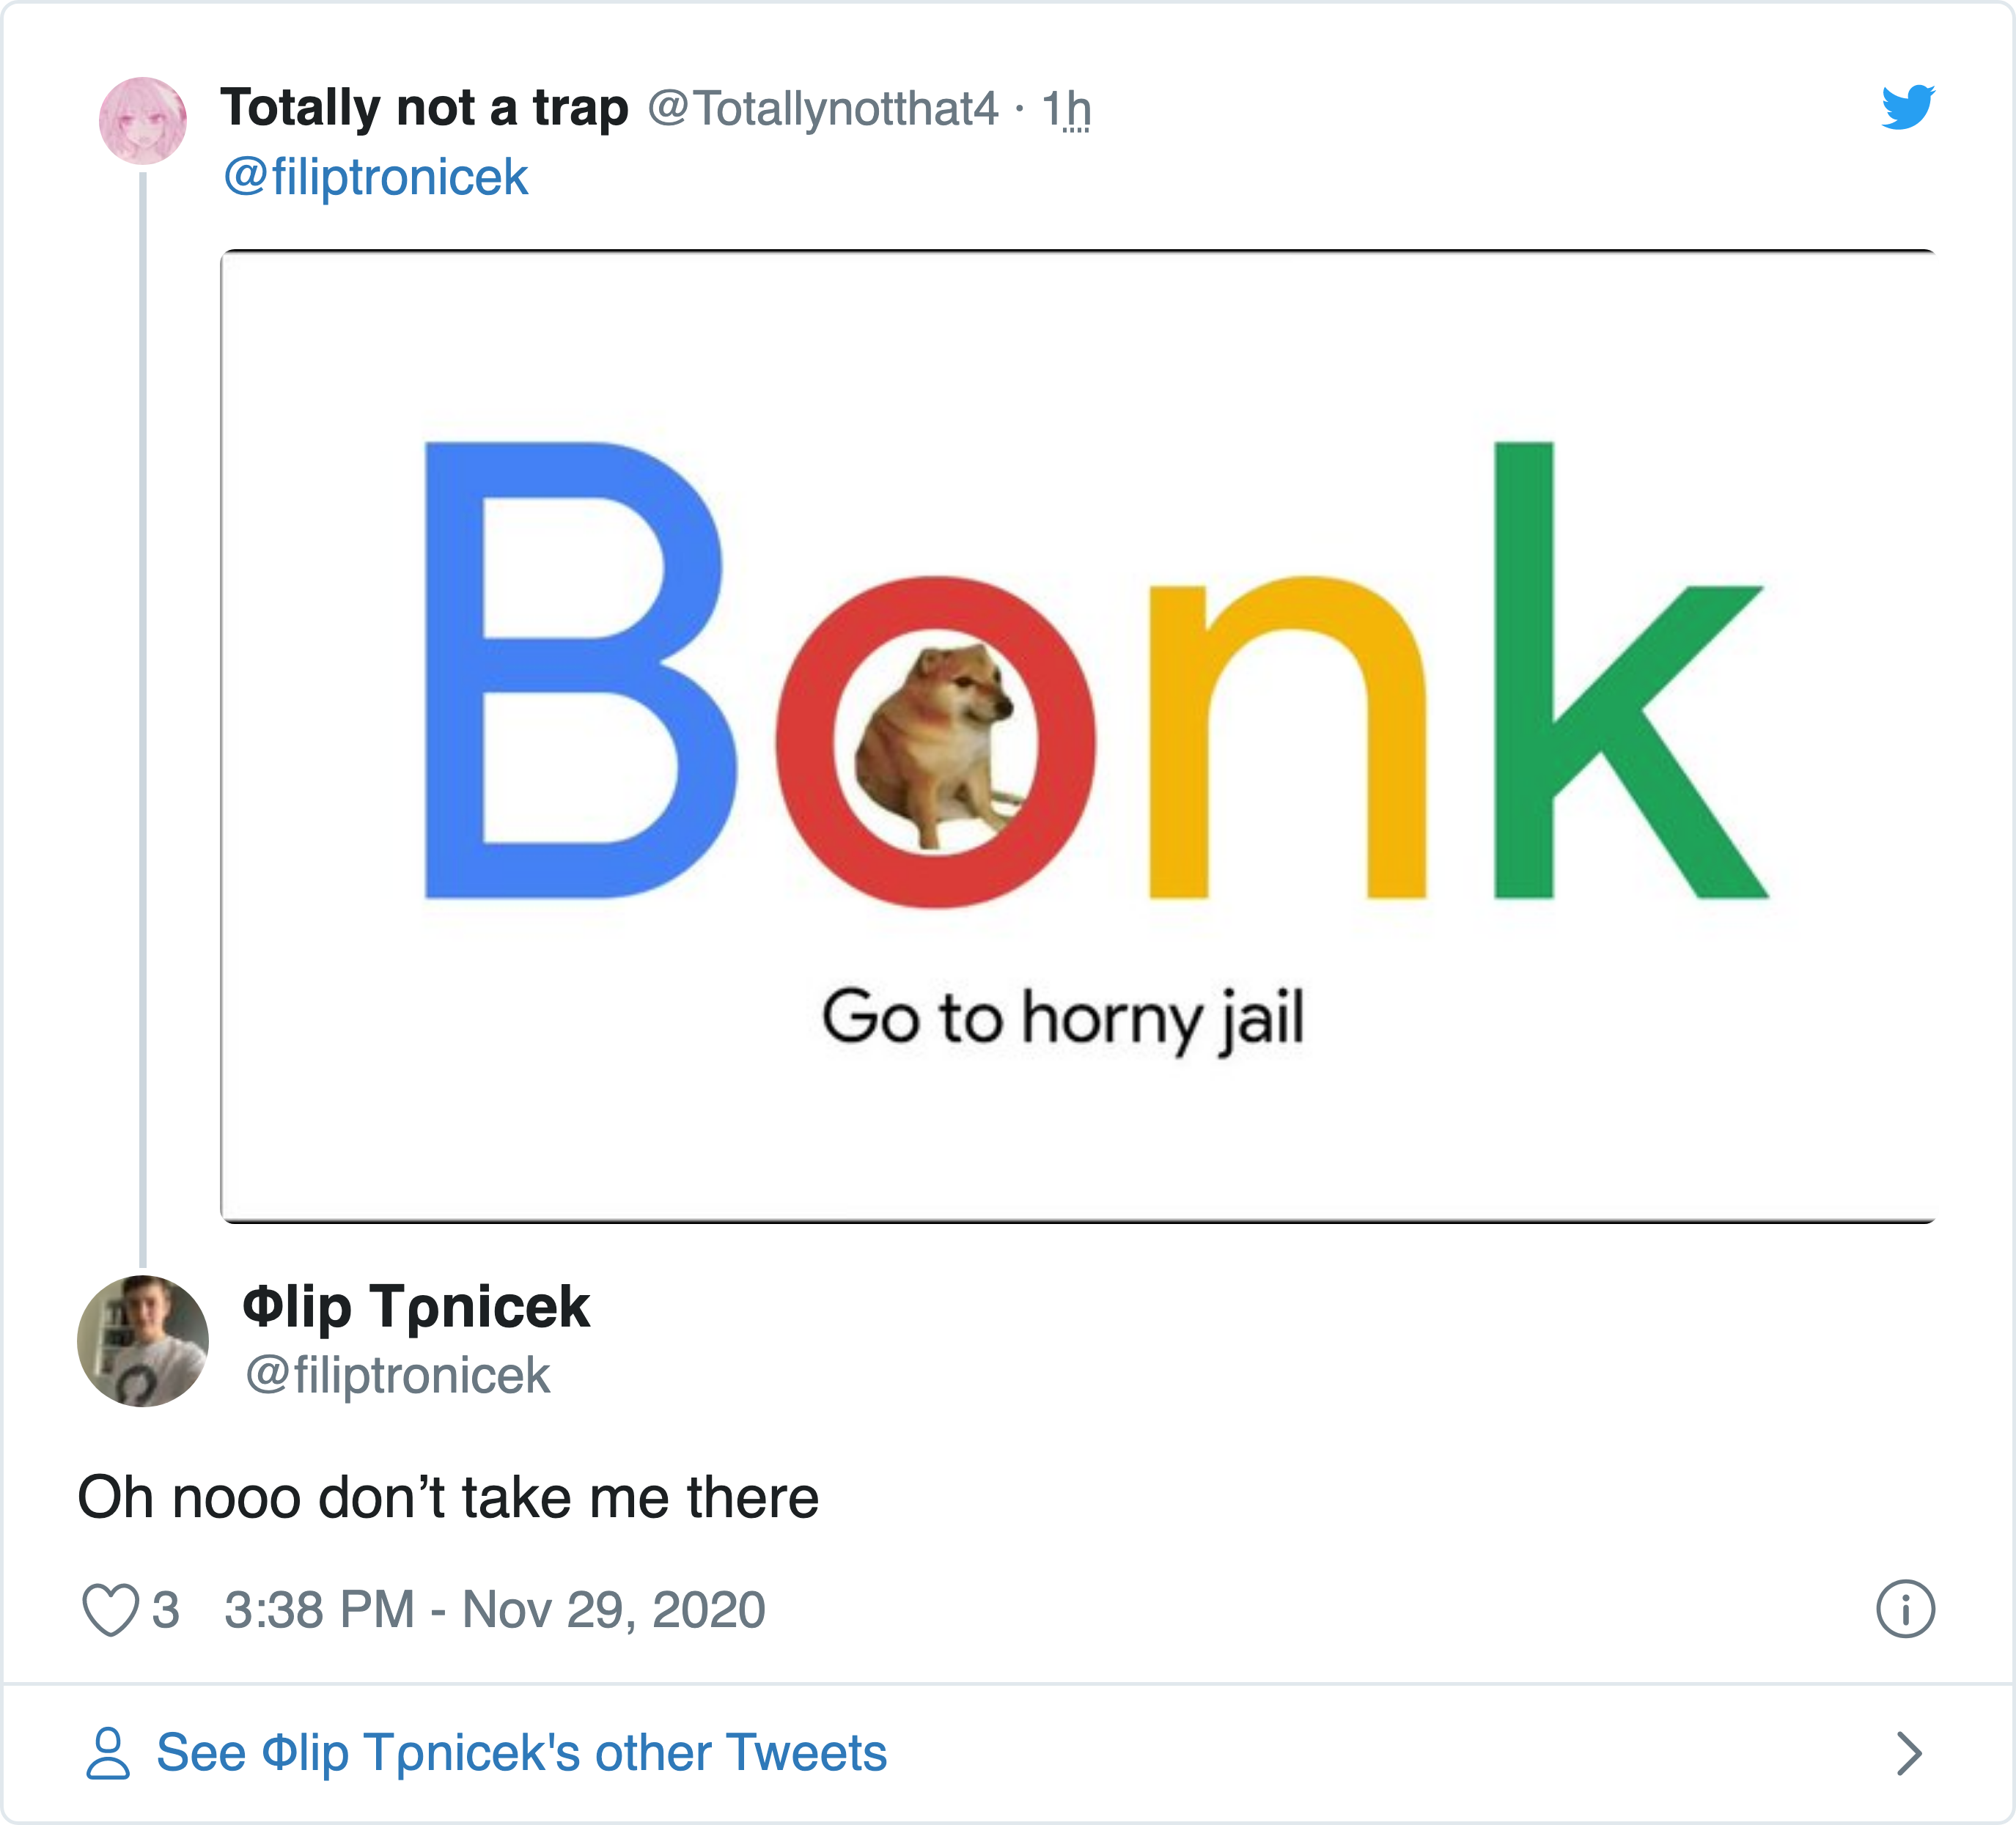 Totally not a trap @Totallynotthat4 · 1h
@filiptronicek
Bonk
Go to horny jail
Φlip Tρnicek
@filiptronicek
Oh nooo don’t take me there
3 3:38 PM - Nov 29, 2020
See Φlip Tρnicek's other Tweets